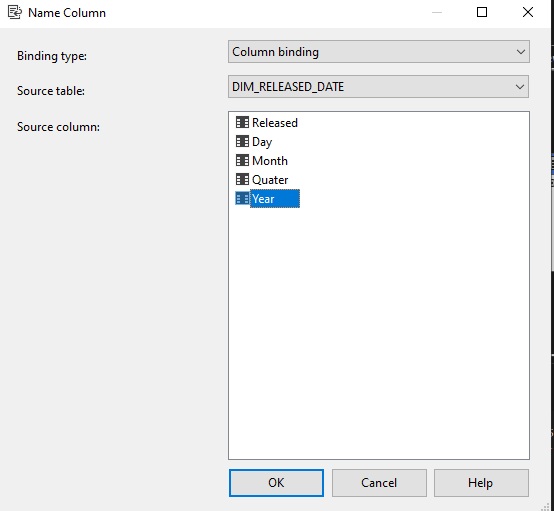 Name Column
Binding type:
Column binding
Source table:
DIM_RELEASED_DATE
Source column:
Released
Day
Month
Quater
Year
OK
Cancel
Help